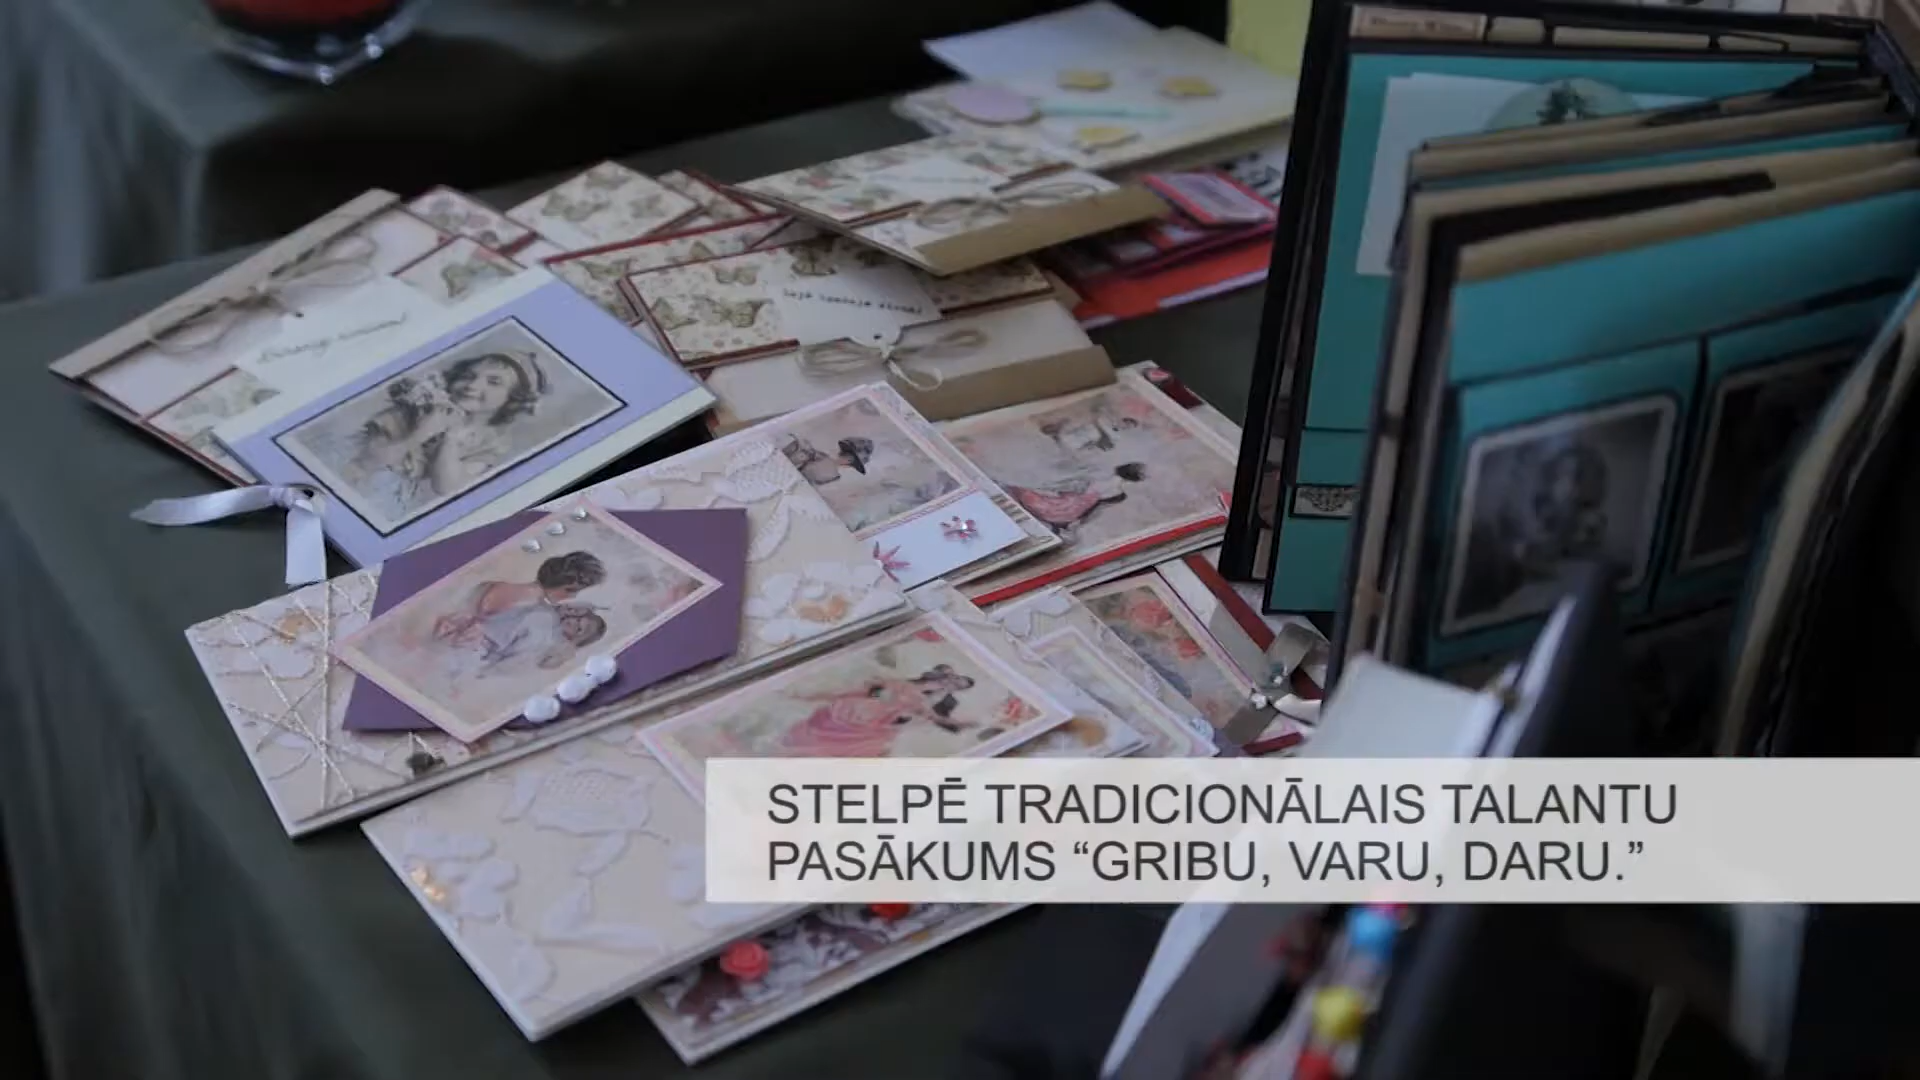 STELPĒ TRADICIONĀLAIS TALANTU
PASĀKUMS “GRIBU, VARU, DARU.”